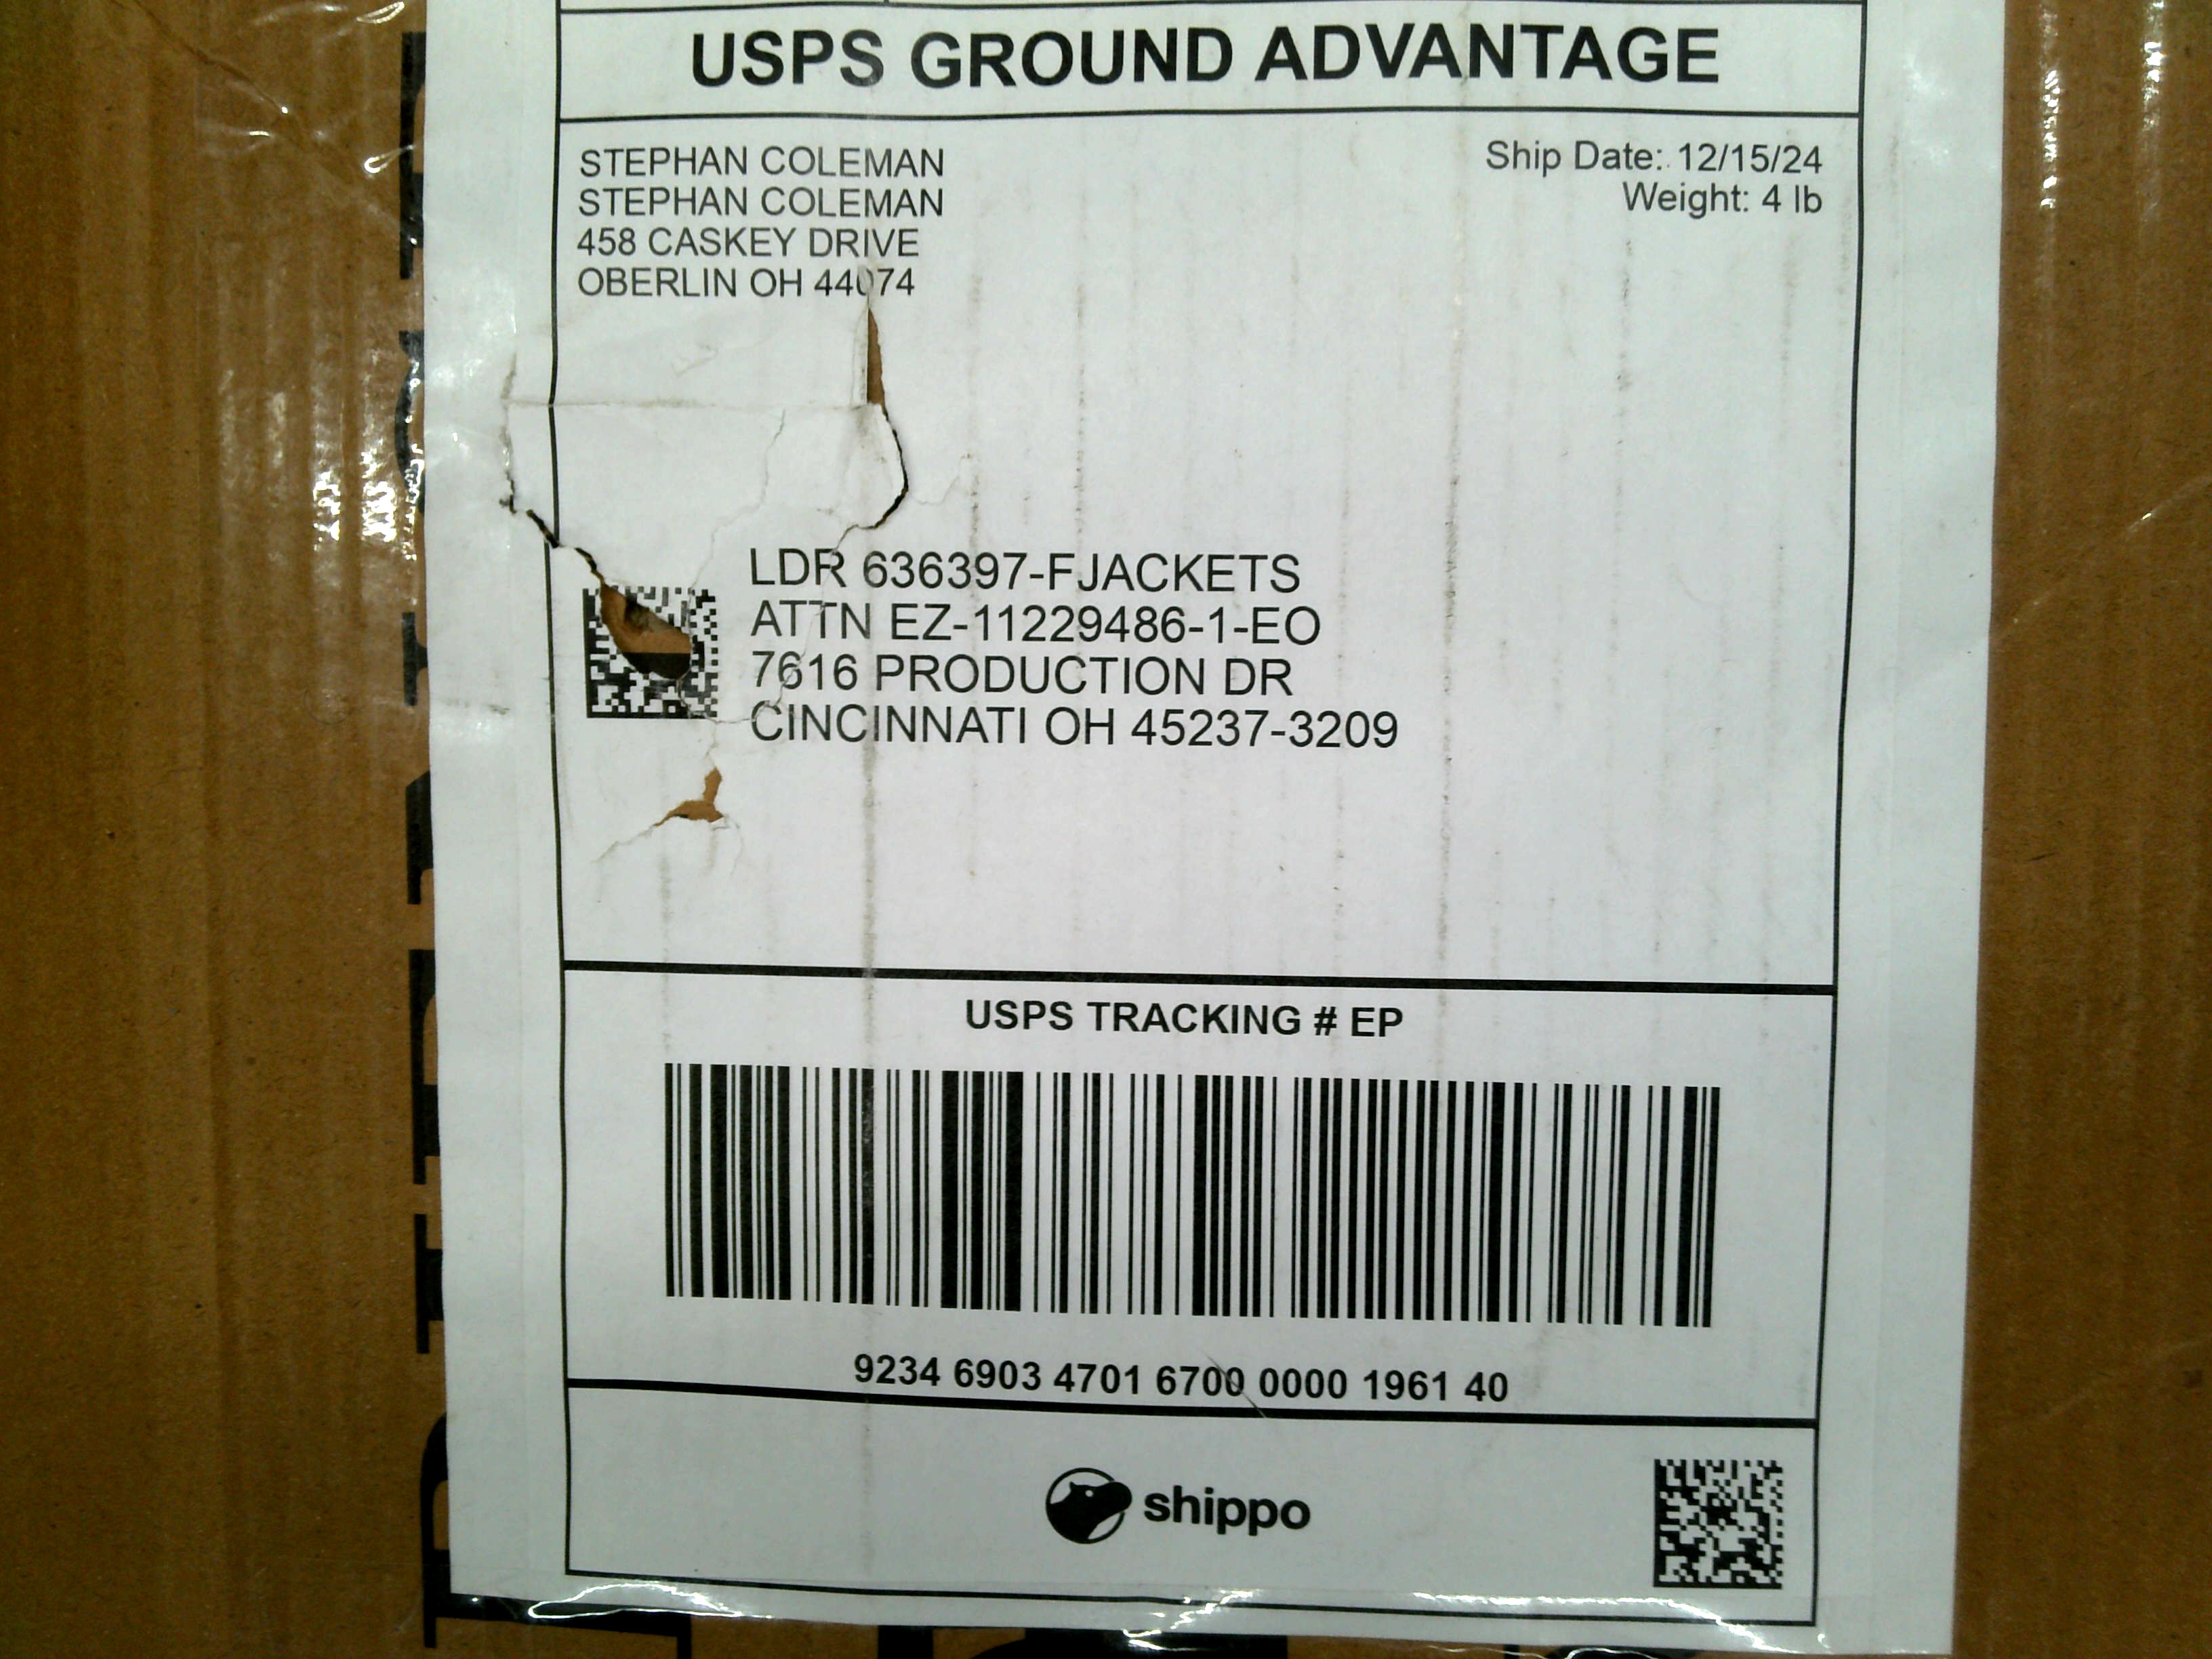 USPS GROUND ADVANTAGE
STEPHAN COLEMAN
STEPHAN COLEMAN
458 CASKEY DRIVE
OBERLIN OH 44074
Ship Date: 12/15/24
Weight: 4 lb
LDR 636397-FJACKETS
ATTN EZ-11229486-1-EO
7616 PRODUCTION DR
CINCINNATI OH 45237-3209
USPS TRACKING # EP
9234 6903 4701 6700 0000 1961 40
shippo